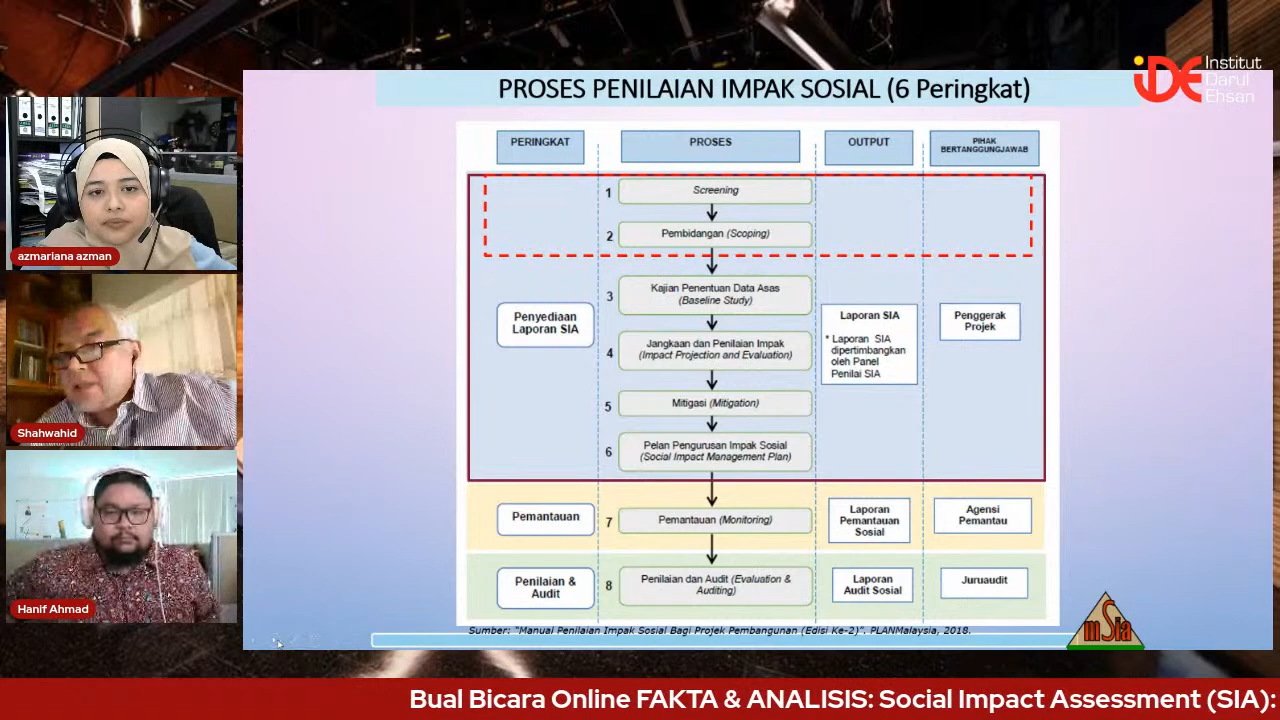 PROSES PENILAIAN IMPAK SOSIAL (6 Peringkat)
Institut
Darul
Ehsan
PERINGKAT
PROSES
OUTPUT
PIHAK
BERTANGGUNGJAWAB
1
Screening
2
Pembidangan (Scoping)
3
Kajian Penentuan Data Asas
(Baseline Study)
Penyediaan
Laporan SIA
4
Jangkaan dan Penilaian Impak
(Impact Projection and Evaluation)
5
Mitigasi (Mitigation)
6
Pelan Pengurusan Impak Sosial
(Social Impact Management Plan)
Laporan SIA
* Laporan SIA
dipertimbangkan
oleh Panel
Penilai SIA
Penggerak
Projek
Pemantauan
7
Pemantauan (Monitoring)
Laporan
Pemantauan
Sosial
Agensi
Pemantau
Penilaian &
Audit
8
Penilaian dan Audit (Evaluation &
Auditing)
Laporan
Audit Sosial
Juruaudit
Sumber: "Manual Penilaian Impak Sosial Bagi Projek Pembangunan (Edisi Ke-2)". PLANMalaysia, 2018.
mSia
azmariana azman
Shahwahid
Hanif Ahmad
Bual Bicara Online FAKTA & ANALISIS: Social Impact Assessment (SIA):